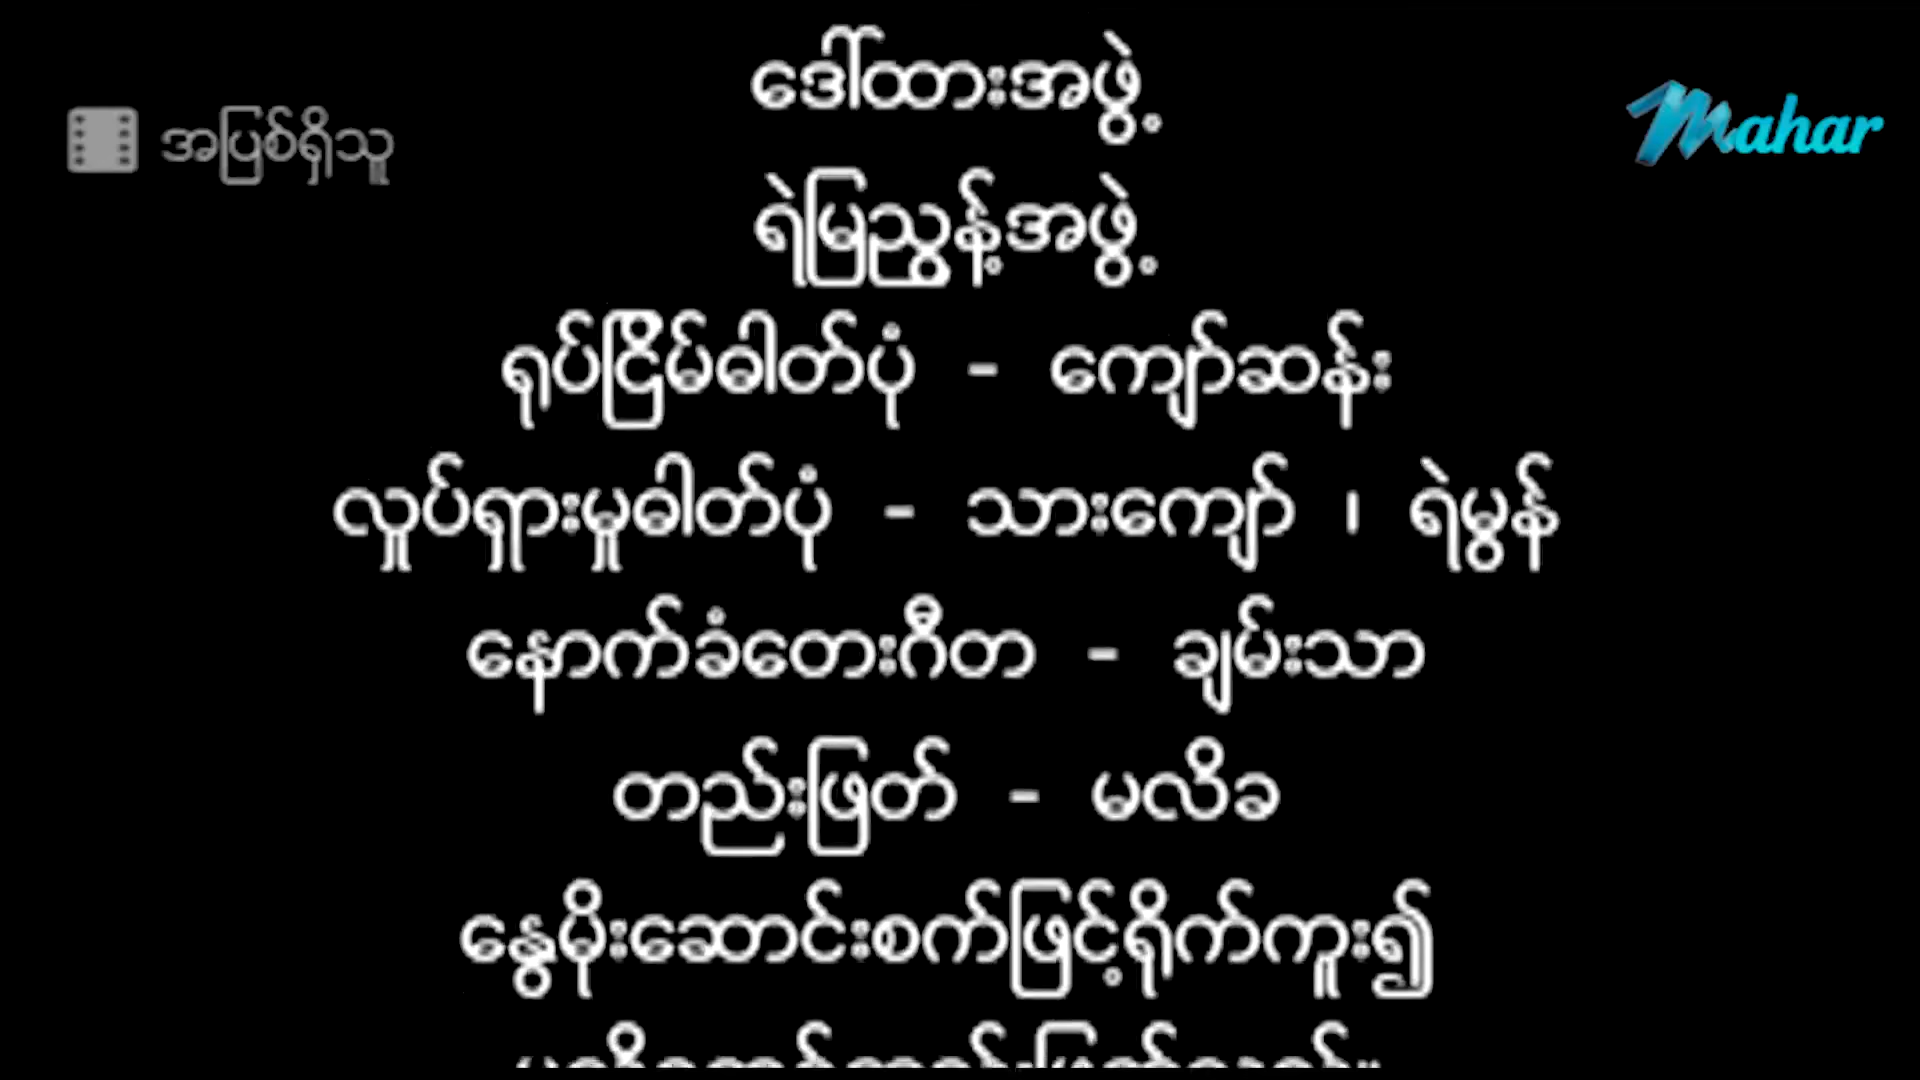 ဒေါ်ထားအဖွဲ့
အပြစ်ရှိသူ
Mahar
ရဲမြညွှန့်အဖွဲ့
ရုပ်ငြိမ်ဓါတ်ပုံ - ကျော်ဆန်း
လှုပ်ရှားမှုဓါတ်ပုံ - သားကျော် ၊ ရဲမွန်
နောက်ခံတေးဂီတ - ချမ်းသာ
တည်းဖြတ် - မလိခ
နွေမိုးဆောင်းစက်ဖြင့်ရိုက်ကူး၍